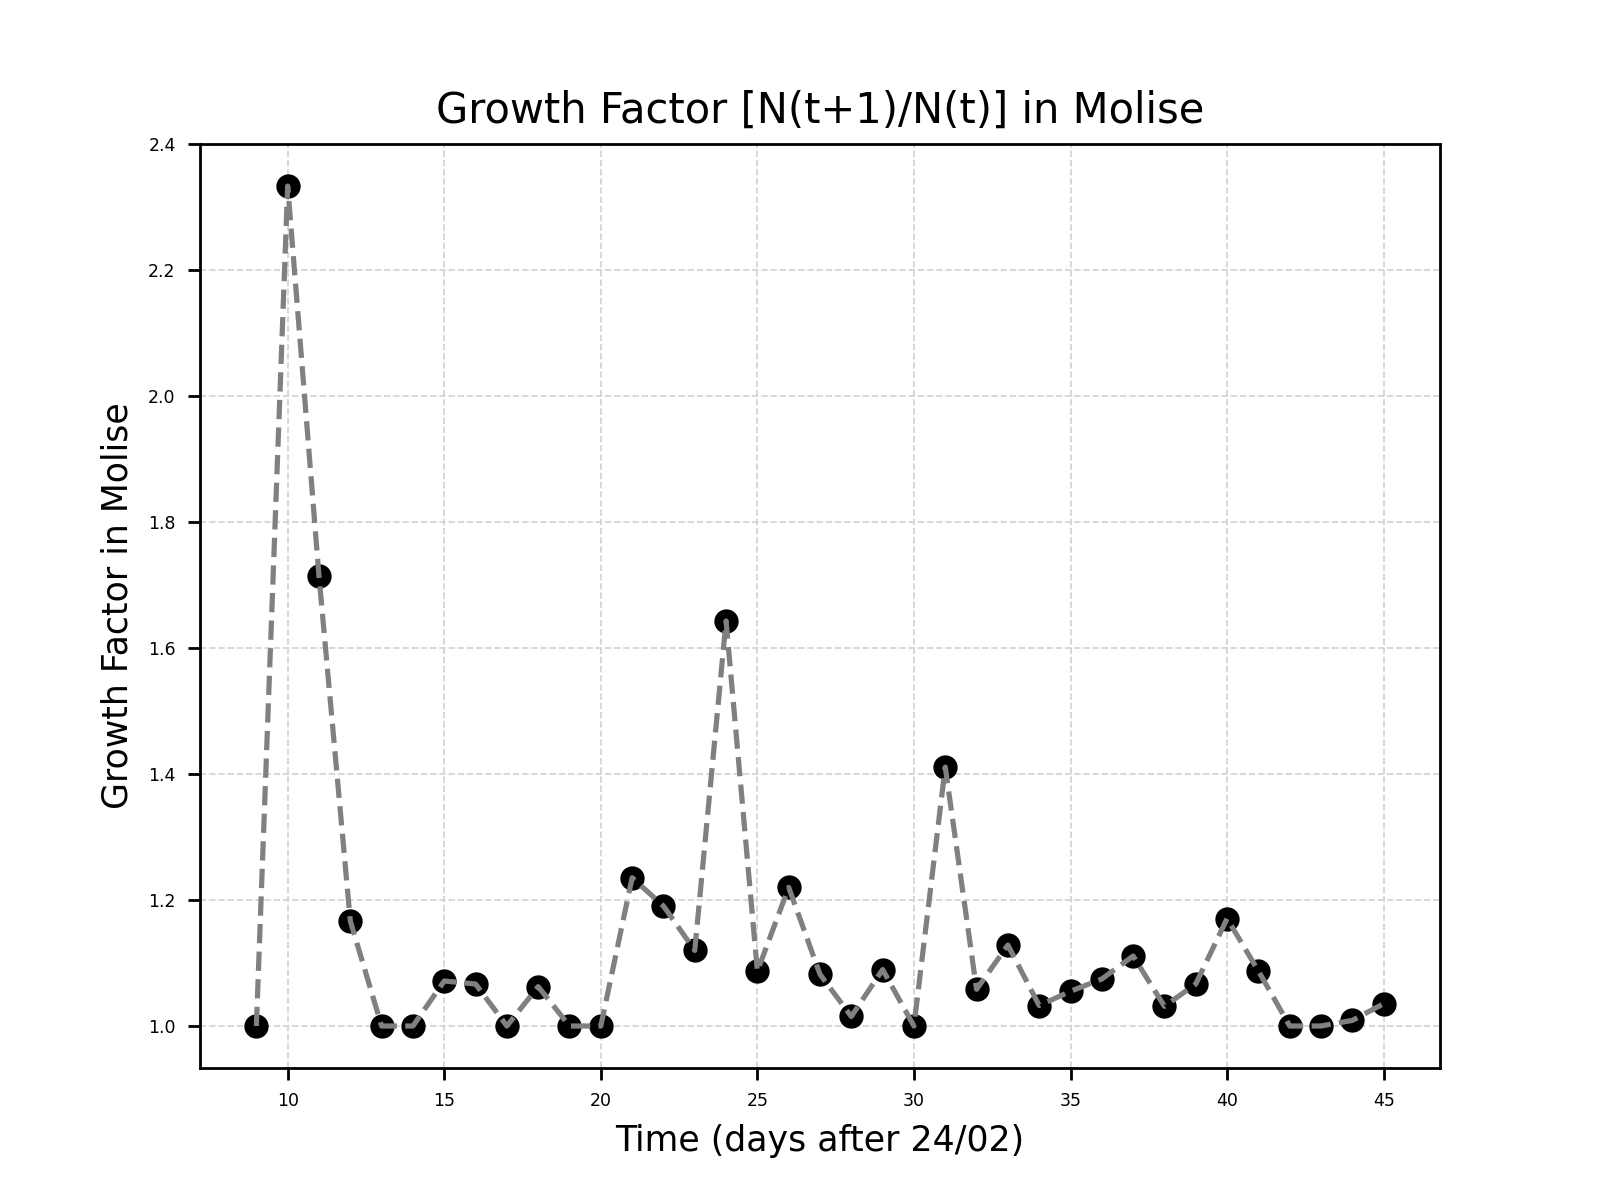 Growth Factor [N(t+1)/N(t)] in Molise
2.4
2.2
2.0
1.8
1.6
1.4
1.2
1.0
Growth Factor in Molise
10 15 20 25 30 35 40 45
Time (days after 24/02)